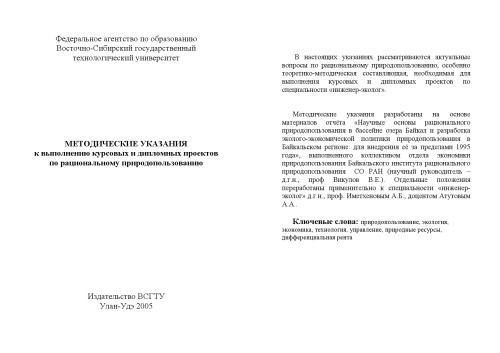 Федеральное агентство по образованию
Восточно-Сибирский государственный
технологический университет
МЕТОДИЧЕСКИЕ УКАЗАНИЯ
к выполнению курсовых и дипломных проектов
по рациональному природопользованию
Издательство ВСГТУ
Улан-Удэ 2005
В настоящих указаниях рассматриваются актуальные
вопросы по рациональному природопользованию, особенно
теоретико-методическая составляющая, необходимая для
выполнения курсовых и дипломных проектов по
специальности «инженер-эколог».
Методические указания разработаны на основе
материалов отчёта «Научные основы рационального
природопользования в бассейне озера Байкал и разработка
эколого-экономической политики природопользования в
Байкальском регионе: для внедрения её за пределами 1995
года», выполненного коллективом отдела экономики
природопользования Байкальского института рационального
природопользования СО РАН (научный руководитель –
д.г.н., проф Викулов В.Е.). Отдельные положения
переработаны применительно к специальности «инженер-
эколог» д.г.н., проф. Иметхеновым А.Б., доцентом Атутовым
А.А .
Ключевые слова: природопользование, экология,
экономика, технология, управление, природные ресурсы,
дифференциальная рента